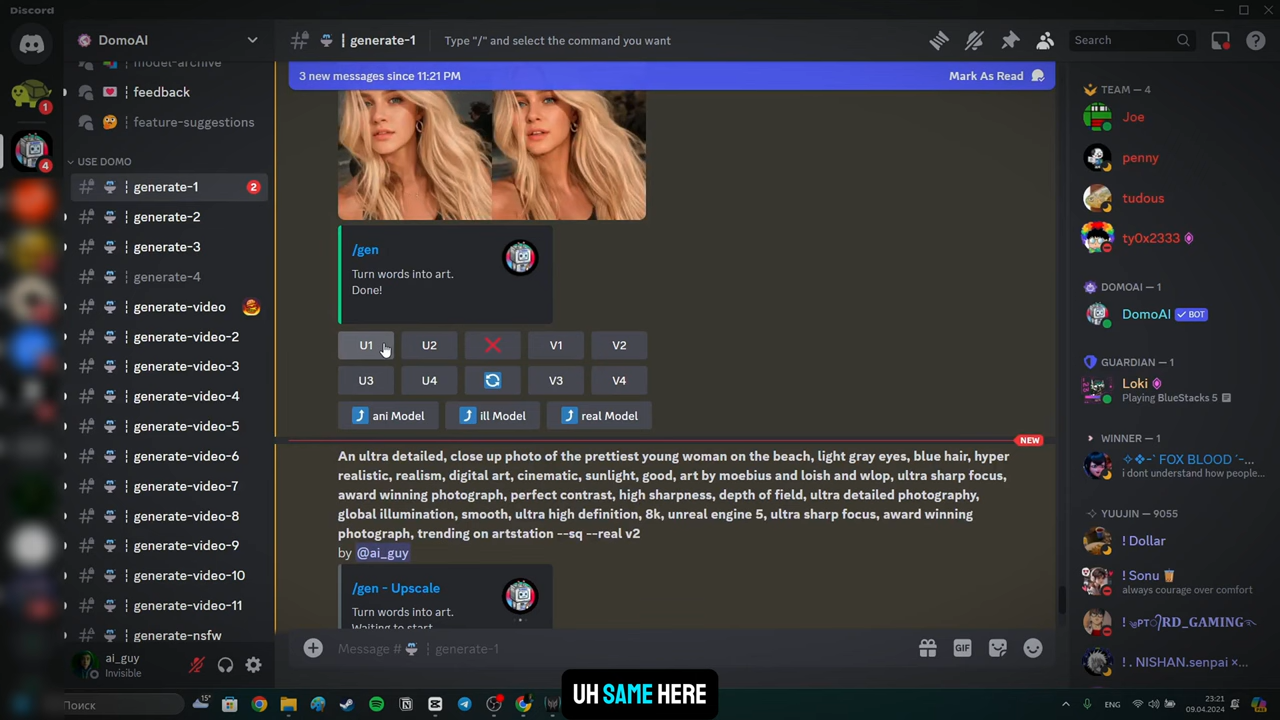 Discord
DomoAI
model-archive
feedback
feature-suggestions
USE DOMO
generate-1
2
generate-2
generate-3
generate-4
generate-video
generate-video-2
generate-video-3
generate-video-4
generate-video-5
generate-video-6
generate-video-7
generate-video-8
generate-video-9
generate-video-10
generate-video-11
generate-nsfw
1
4
ai_guy
Invisible
generate-1
Type "/" and select the command you want
Search
3 new messages since 11:21 PM
Mark As Read
/gen
Turn words into art.
Done!
U1 U2 V1 V2
U3 U4 V3 V4
ani Model ill Model real Model
NEW
An ultra detailed, close up photo of the prettiest young woman on the beach, light gray eyes, blue hair, hyper
realistic, realism, digital art, cinematic, sunlight, good, art by moebius and loish and wlop, ultra sharp focus,
award winning photograph, perfect contrast, high sharpness, depth of field, ultra detailed photography,
global illumination, smooth, ultra high definition, 8k, unreal engine 5, ultra sharp focus, award winning
photograph, trending on artstation --sq --real v2
by @ai_guy
/gen - Upscale
Turn words into art.
Waiting to start
Message # generate-1
GIF
TEAM — 4
Joe
penny
tudous
ty0x2333
DOMOAI — 1
DomoAI ✓ BOT
GUARDIAN — 1
Loki
Playing BlueStacks 5
WINNER — 1
FOX BLOOD
i dont understand how people...
YUUJIN — 9055
! Dollar
! Sonu
always courage over comfort
RD_GAMING
! . NISHAN.senpai ×...
UH SAME HERE
Поиск
15°
ENG
23:21
09.04.2024